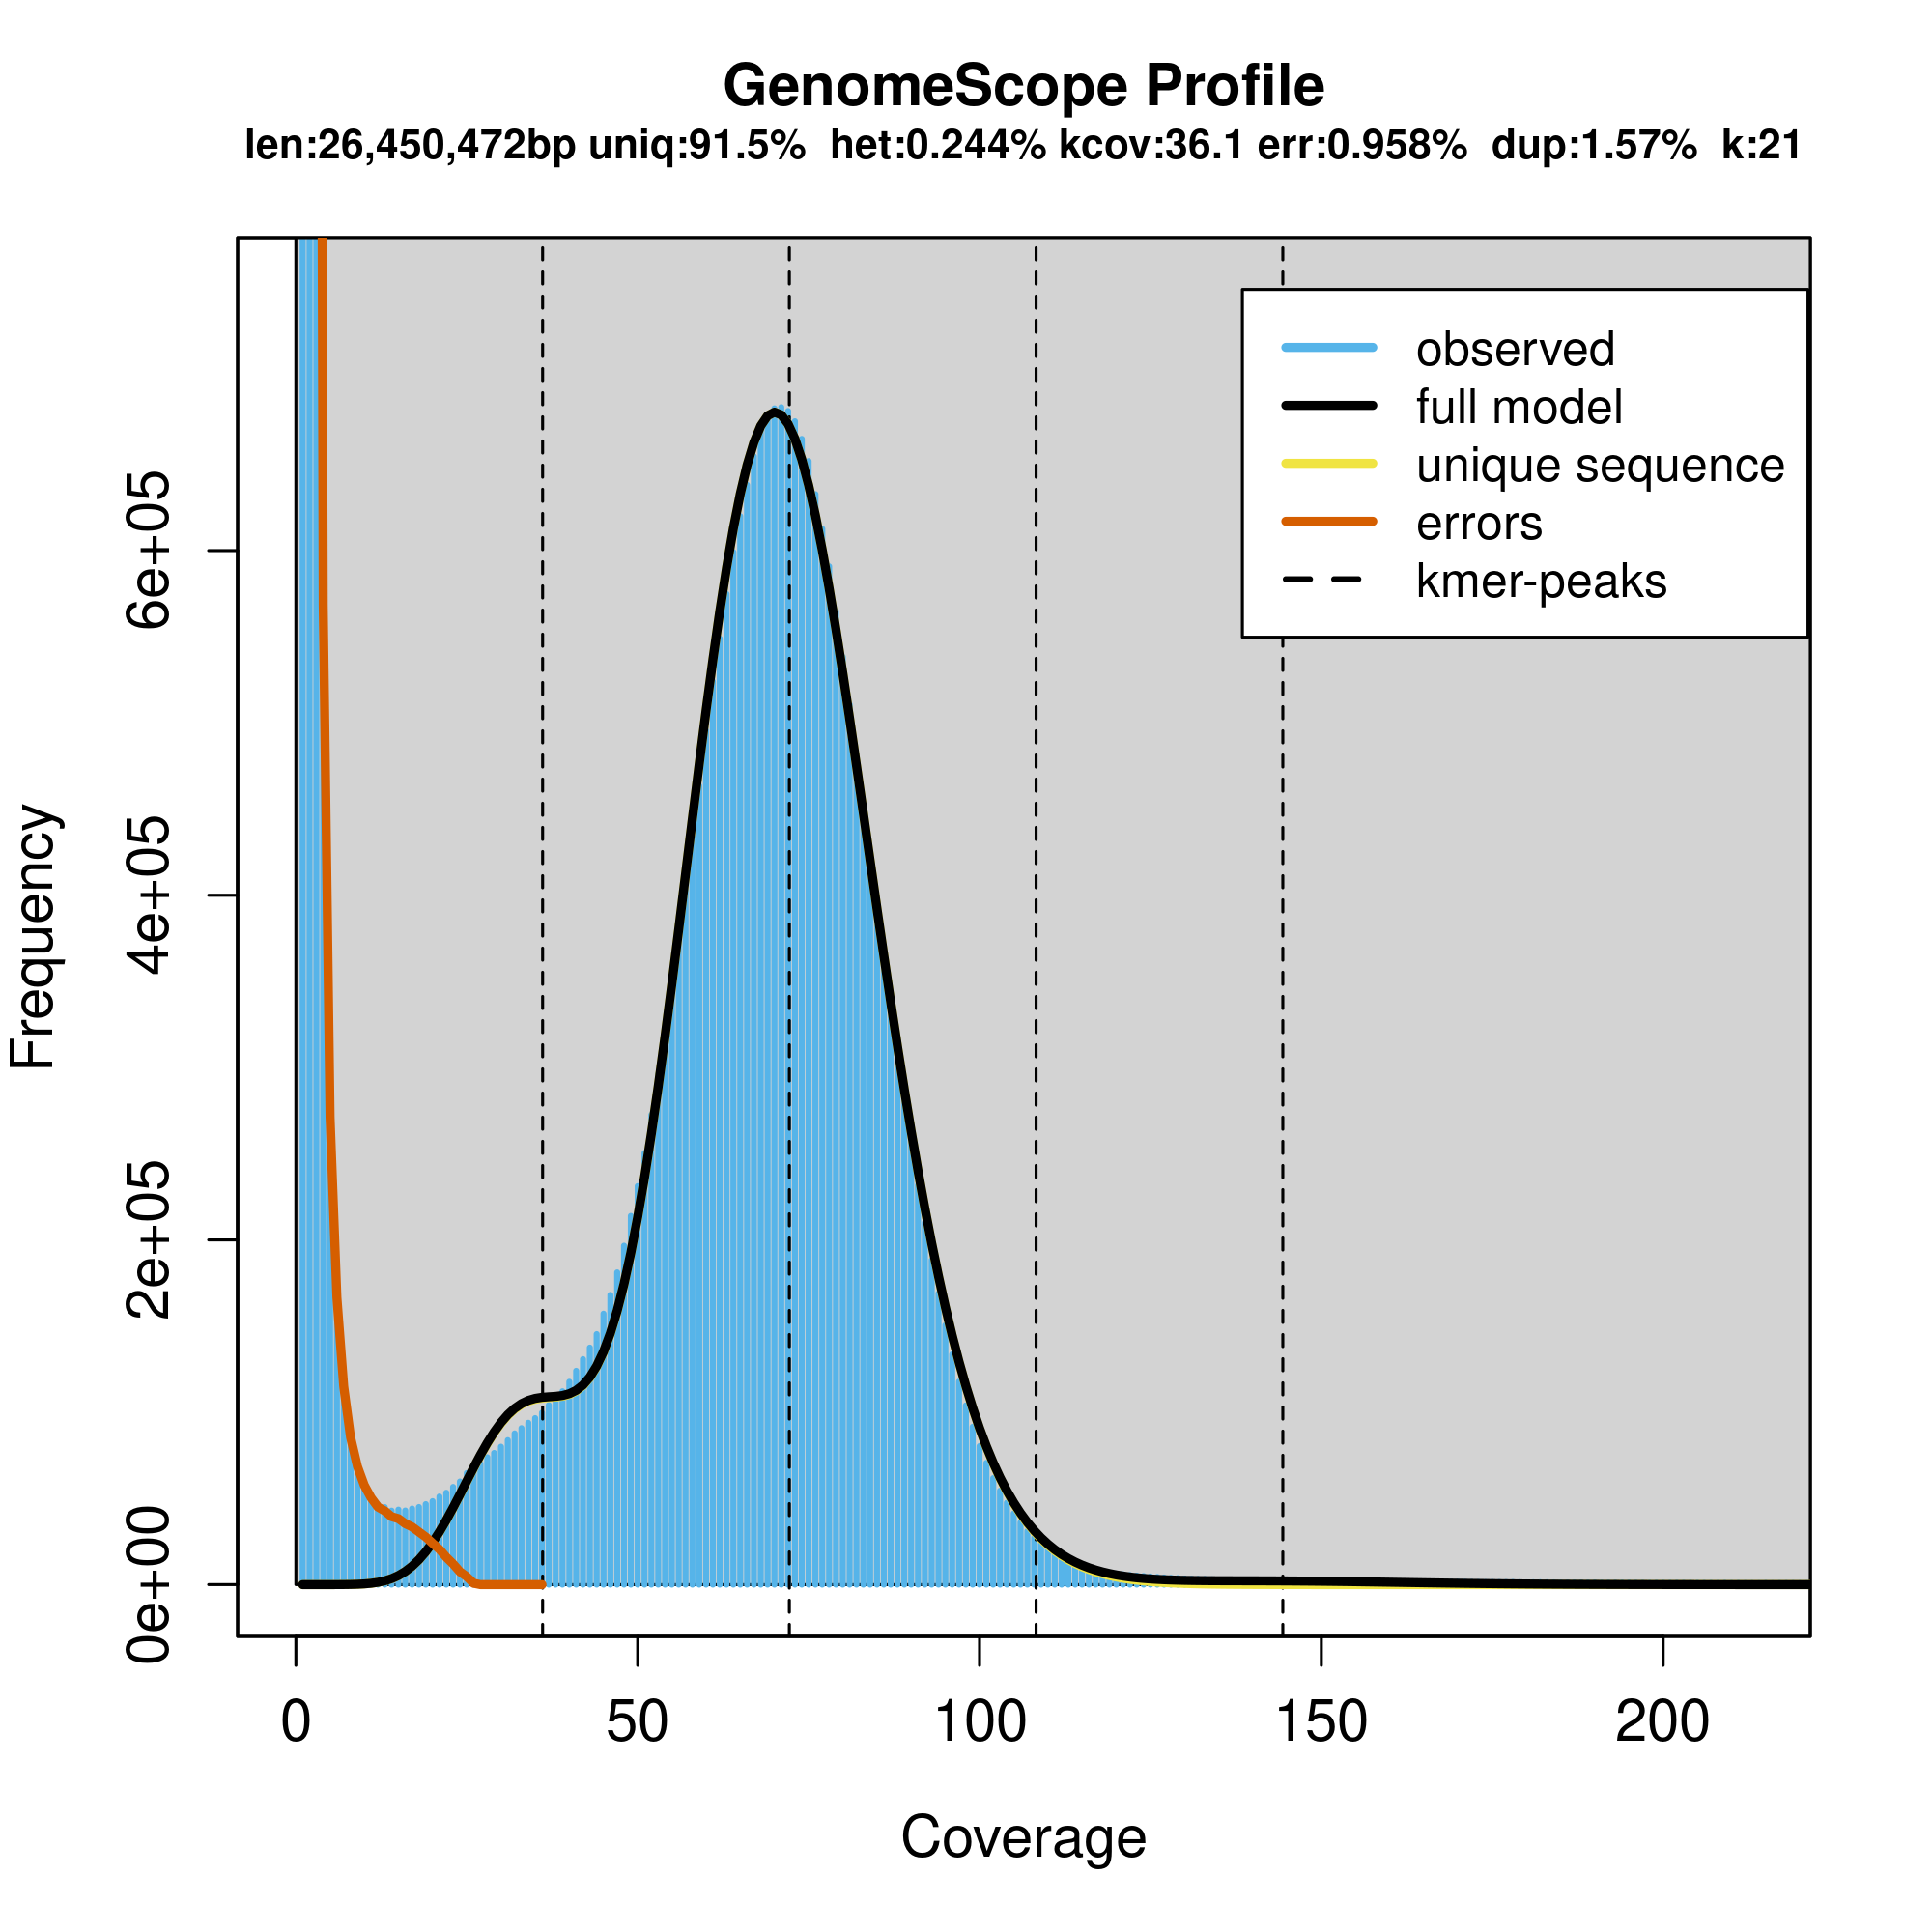 GenomeScope Profile
len:26,450,472bp uniq:91.5% het:0.244% kcov:36.1 err:0.958% dup:1.57% k:21
observed
full model
unique sequence
errors
kmer-peaks
Frequency
6e+05
4e+05
2e+05
0e+00
0 50 100 150 200
Coverage